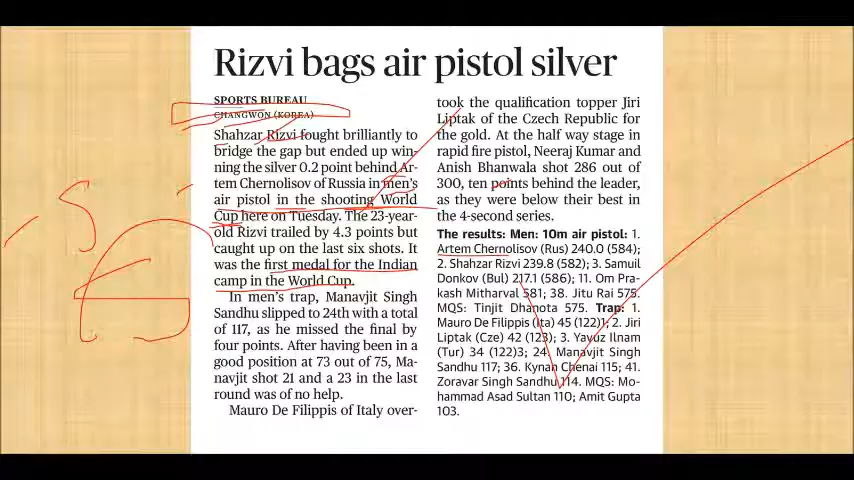 Rizvi bags air pistol silver
SPORTS BUREAU
CHANGWON (KOREA)
Shahzar Rizvi fought brilliantly to
bridge the gap but ended up win-
ning the silver 0.2 point behind Ar-
tem Chernolisov of Russia in men's
air pistol in the shooting World
Cup here on Tuesday. The 23-year-
old Rizvi trailed by 4.3 points but
caught up on the last six shots. It
was the first medal for the Indian
camp in the World Cup.
In men's trap, Manavjit Singh
Sandhu slipped to 24th with a total
of 117, as he missed the final by
four points. After having been in a
good position at 73 out of 75, Ma-
navjit shot 21 and a 23 in the last
round was of no help.
Mauro De Filippis of Italy over-
took the qualification topper Jiri
Liptak of the Czech Republic for
the gold. At the half way stage in
rapid fire pistol, Neeraj Kumar and
Anish Bhanwala shot 286 out of
300, ten points behind the leader,
as they were below their best in
the 4-second series.
The results: Men: 10m air pistol: 1.
Artem Chernolisov (Rus) 240.0 (584);
2. Shahzar Rizvi 239.8 (582); 3. Samuil
Donkov (Bul) 217.1 (586); 11. Om Pra-
kash Mitharval 581; 38. Jitu Rai 575.
MQS: Tinjit Dhanota 575. Trap: 1.
Mauro De Filippis (Ita) 45 (122)1; 2. Jiri
Liptak (Cze) 42 (123); 3. Yavuz Ilnam
(Tur) 34 (122)3; 24. Manavjit Singh
Sandhu 117; 36. Kynan Chenai 115; 41.
Zoravar Singh Sandhu 114. MQS: Mo-
hammad Asad Sultan 110; Amit Gupta
103.